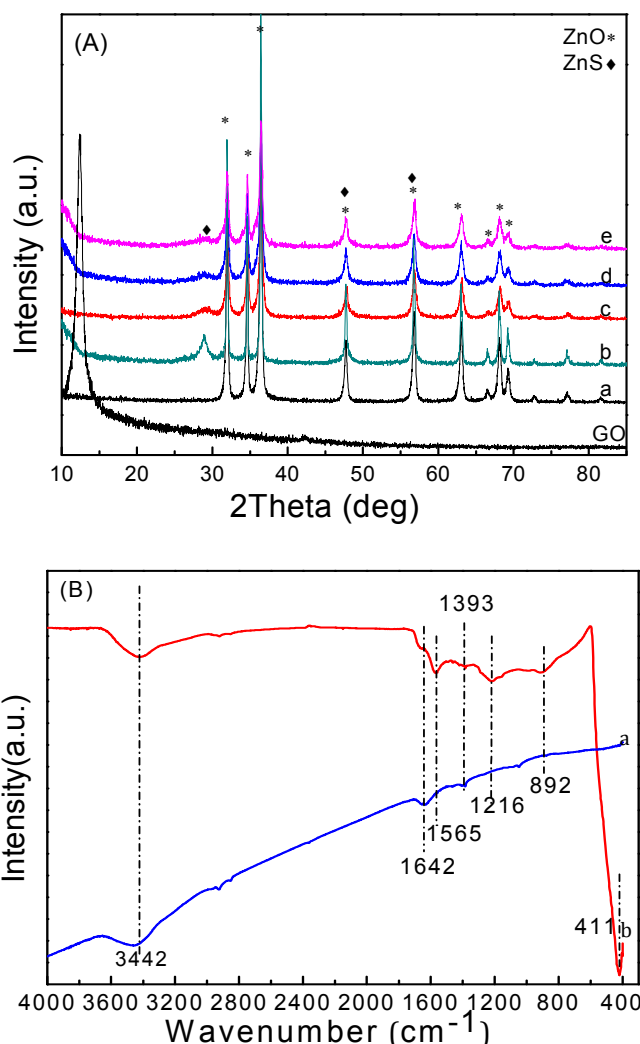 (A)
ZnO *
ZnS ♦
Intensity (a.u.)
e
d
c
b
a
GO
10 20 30 40 50 60 70 80
2Theta (deg)
(B)
1393
a
892
1216
1565
1642
411
b
3442
Intensity(a.u.)
4000 3600 3200 2800 2400 2000 1600 1200 800 400
Wavenumber (cm-1)